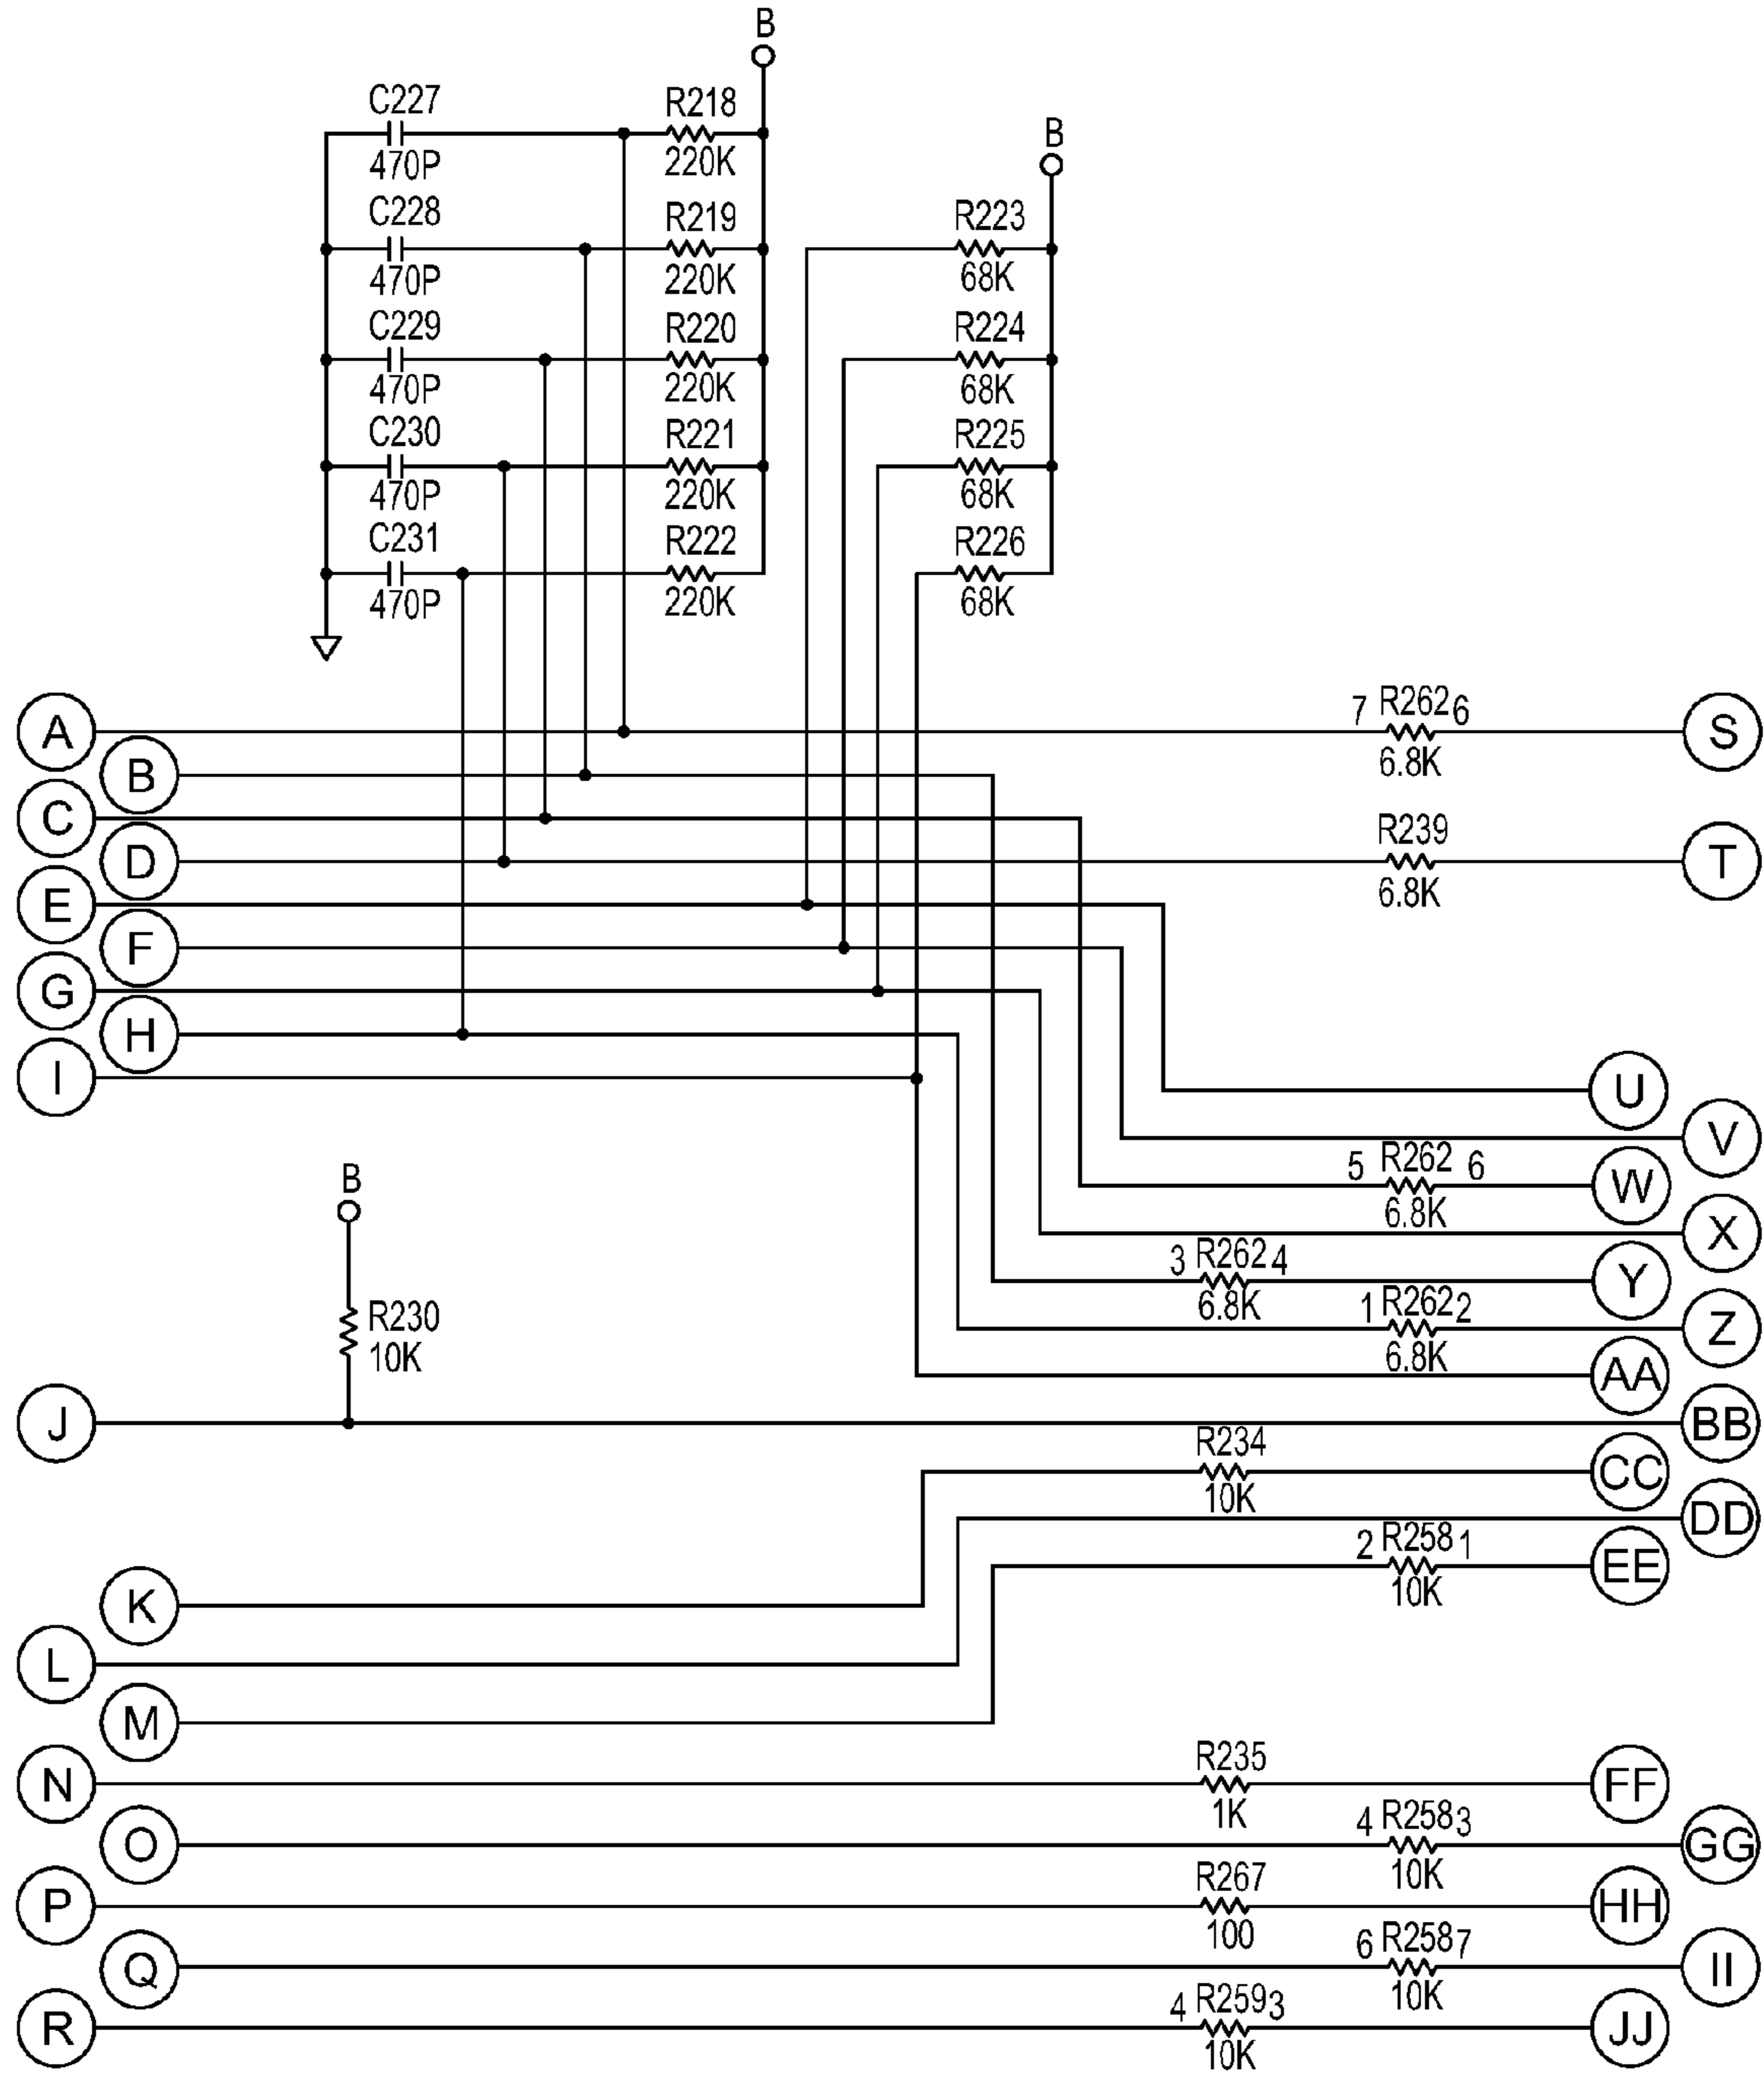 B
C227
R218
470P
220K
B
C228
R219
R223
470P
220K
68K
C229
R220
R224
470P
220K
68K
C230
R221
R225
470P
220K
68K
C231
R222
R226
470P
220K
68K
A
7 R262 6
6.8K
S
B
C
D
R239
6.8K
T
E
F
G
H
I
U
V
5 R262 6
6.8K
W
X
B
3 R262 4
6.8K
Y
R230
10K
1 R262 2
6.8K
Z
AA
J
BB
R234
10K
CC
DD
2 R258 1
10K
EE
K
L
M
N
R235
1K
FF
O
4 R258 3
10K
GG
P
R267
100
HH
Q
6 R258 7
10K
II
R
4 R259 3
10K
JJ